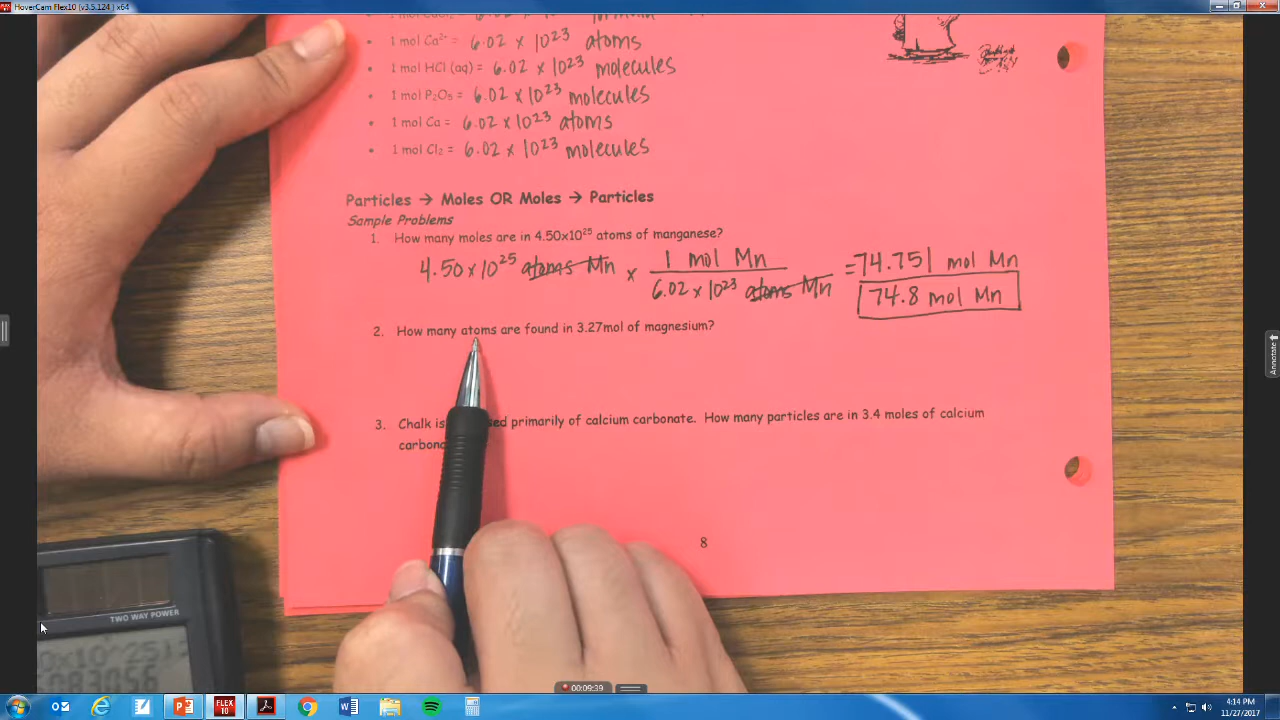 HoverCam Flex10 (v3.5.124) x64
• 1 mol Ca²⁺ = 6.02 x 10²³ atoms
• 1 mol HCl (aq) = 6.02 x 10²³ molecules
• 1 mol P₂O₅ = 6.02 x 10²³ molecules
• 1 mol Ca = 6.02 x 10²³ atoms
• 1 mol Cl₂ = 6.02 x 10²³ molecules
Particles → Moles OR Moles → Particles
Sample Problems
1. How many moles are in 4.50x10²⁵ atoms of manganese?
4.50 x 10²⁵ atoms Mn x 1 mol Mn = 74.751 mol Mn
6.02 x 10²³ atoms Mn 74.8 mol Mn
2. How many atoms are found in 3.27mol of magnesium?
3. Chalk is primarily of calcium carbonate. How many particles are in 3.4 moles of calcium
8
TWO WAY POWER
Annotate
00:09:39
4:14 PM
11/27/2017